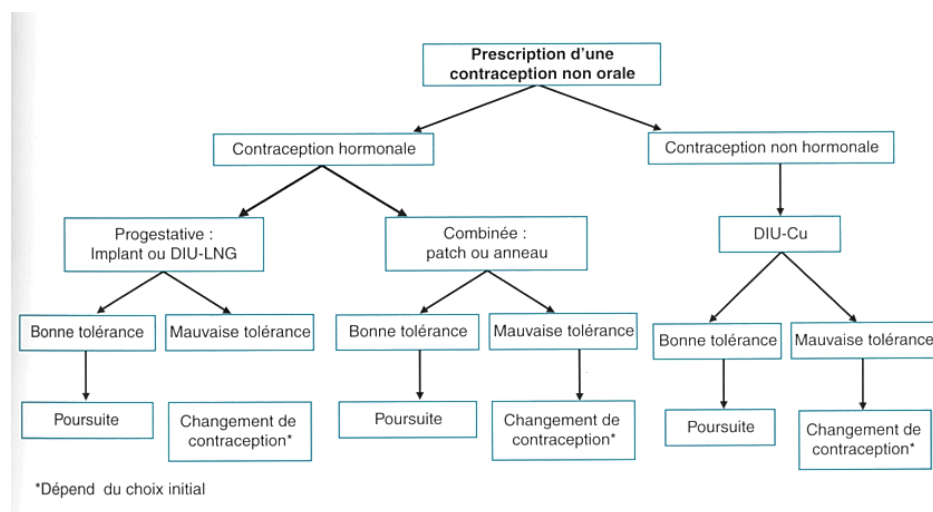 Prescription d'une
contraception non orale
Contraception hormonale
Contraception non hormonale
Progestative :
Implant ou DIU-LNG
Combinée :
patch ou anneau
DIU-Cu
Bonne tolérance
Mauvaise tolérance
Bonne tolérance
Mauvaise tolérance
Bonne tolérance
Mauvaise tolérance
Poursuite
Changement de
contraception*
Poursuite
Changement de
contraception*
Poursuite
Changement de
contraception*
*Dépend du choix initial